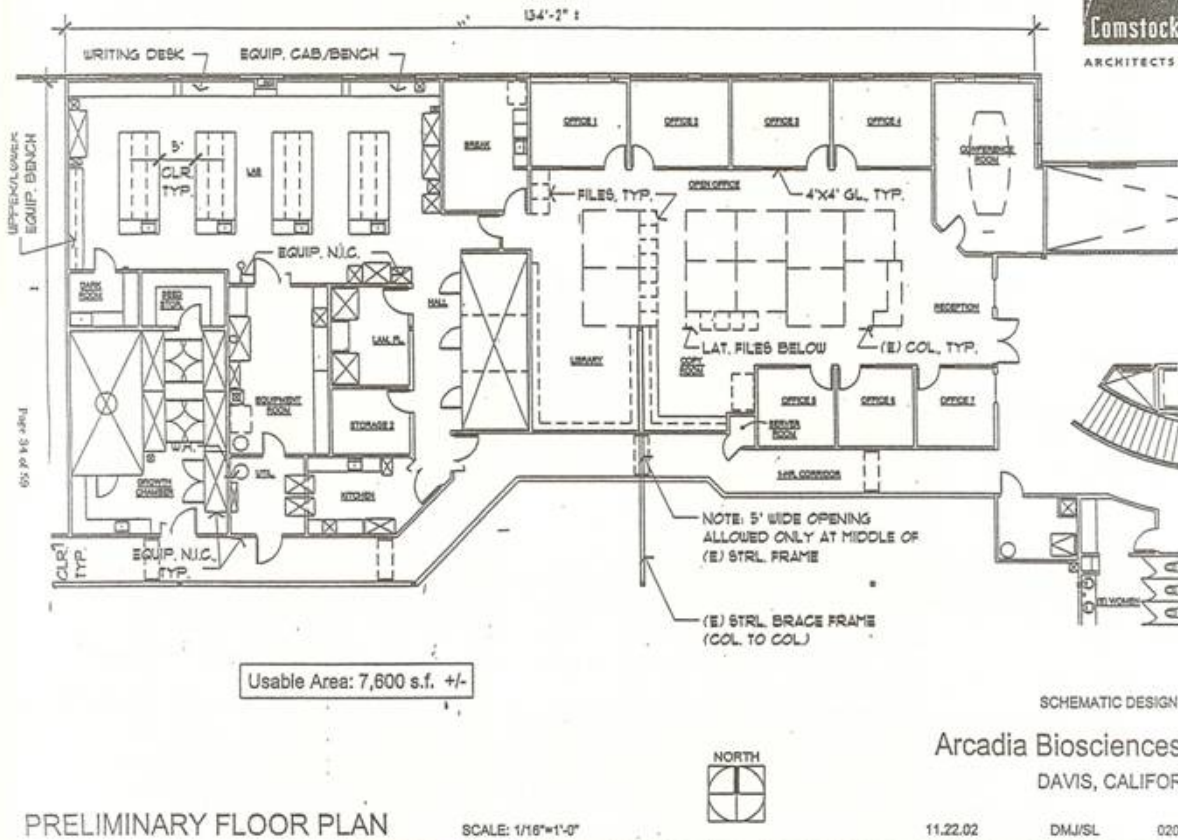 134'-2" ±
Comstock
ARCHITECTS
WRITING DESK
EQUIP. CAB/BENCH
UPPER/LOWER
EQUIP. BENCH
5'
CLR.
TYP.
LAB
BREAK
OFFICE 1
OFFICE 2
OFFICE 3
OFFICE 4
CONFERENCE
ROOM
FILES, TYP.
OPEN OFFICE
4'X4' GL., TYP.
EQUIP. N.I.C.
DARK
ROOM
SEED
STOR.
HALL
RECEPTION
LAT. FILES BELOW
(E) COL., TYP.
LIBRARY
COPY
ROOM
EQUIPMENT
ROOM
STORAGE 2
OFFICE 5
OFFICE 6
OFFICE 7
SERVER
ROOM
W.H.
UTIL.
GROWTH
CHAMBER
KITCHEN
CORRIDOR
Page 34 of 59
CLR.
TYP.
EQUIP. N.I.C.,
TYP.
NOTE: 5' WIDE OPENING
ALLOWED ONLY AT MIDDLE OF
(E) STRL. FRAME
(E) STRL. BRACE FRAME
(COL. TO COL.)
(E) WOMEN
Usable Area: 7,600 s.f. +/-
SCHEMATIC DESIGN
Arcadia Biosciences
DAVIS, CALIFOR
NORTH
PRELIMINARY FLOOR PLAN
SCALE: 1/16"=1'-0"
11.22.02
DMJ/SL
020